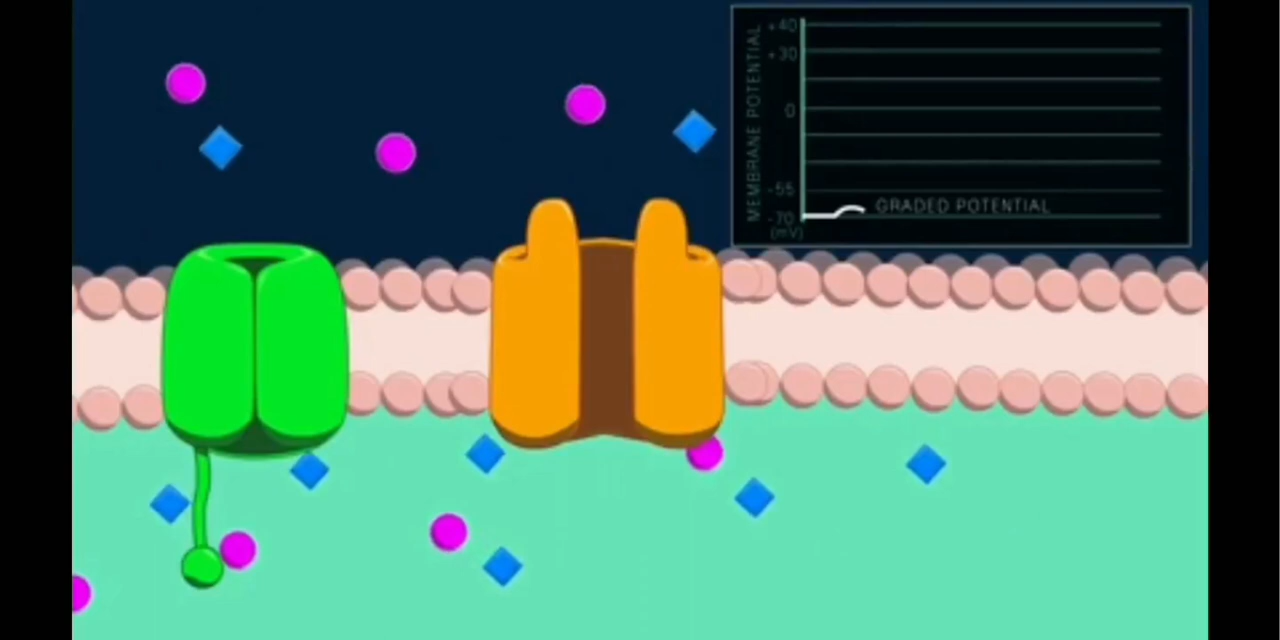 MEMBRANE POTENTIAL
+40
+30
0
-55
-70
(mV)
GRADED POTENTIAL